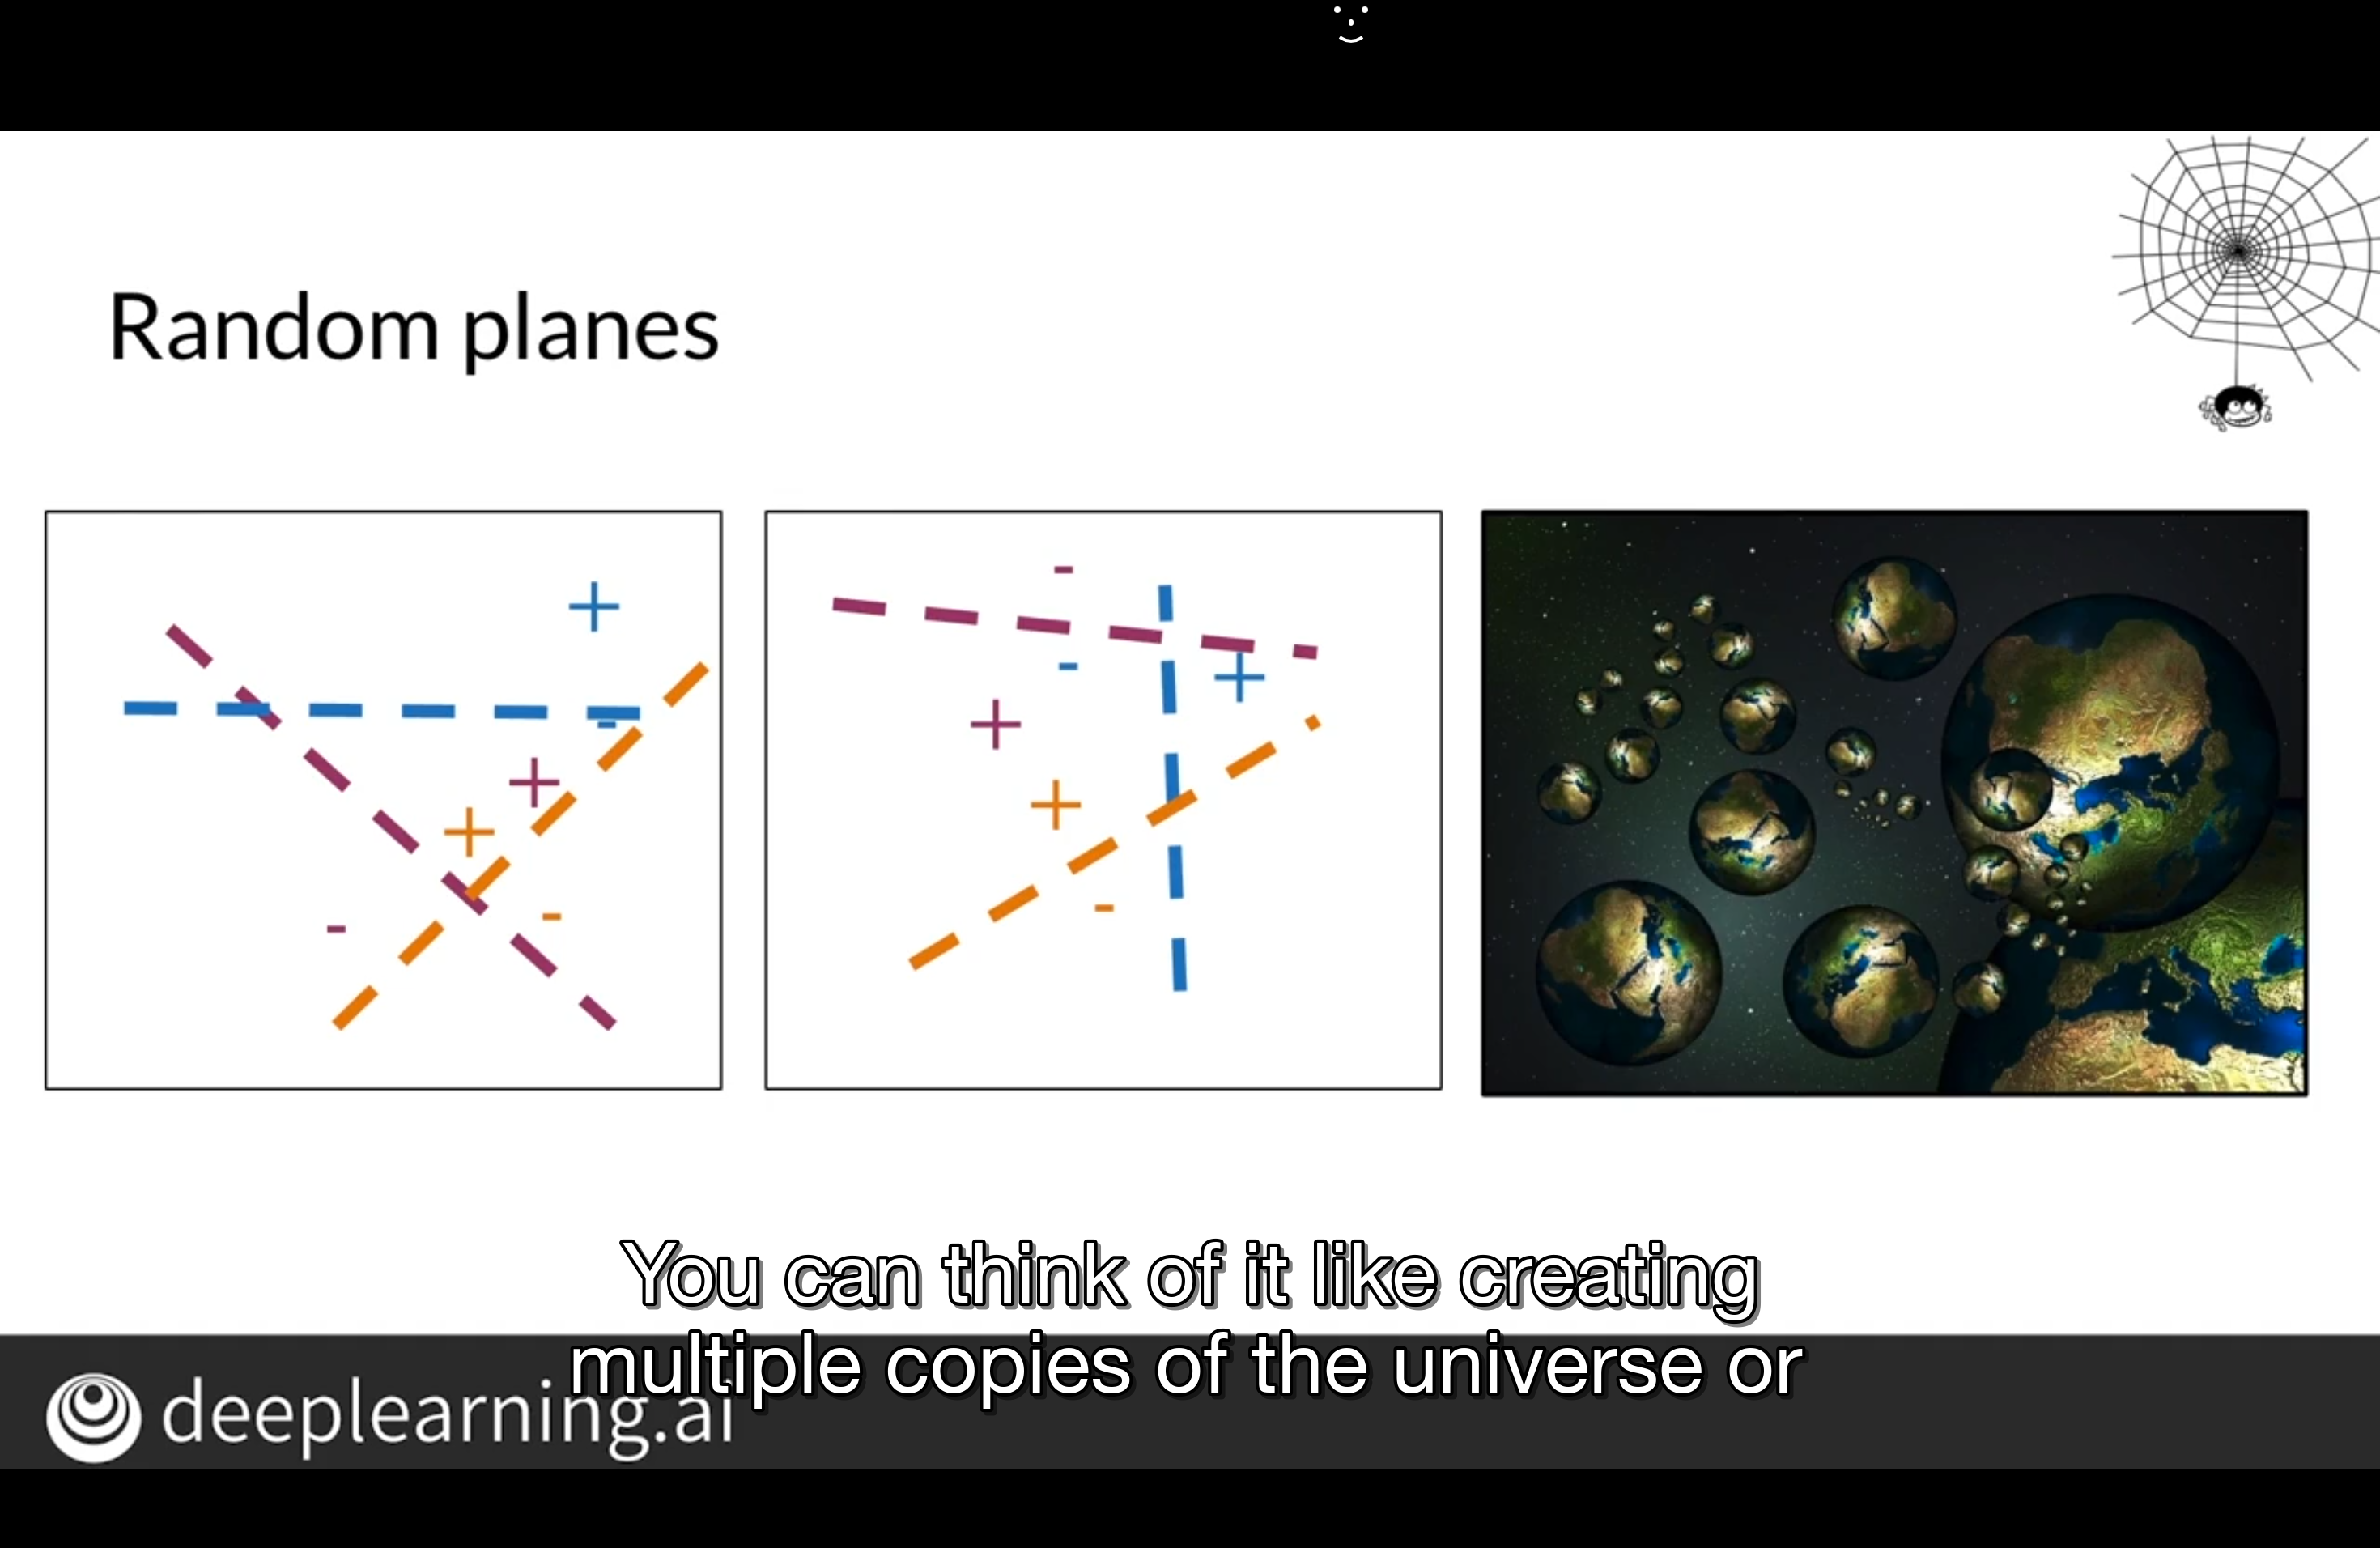 Random planes
You can think of it like creating
multiple copies of the universe or
deeplearning.ai